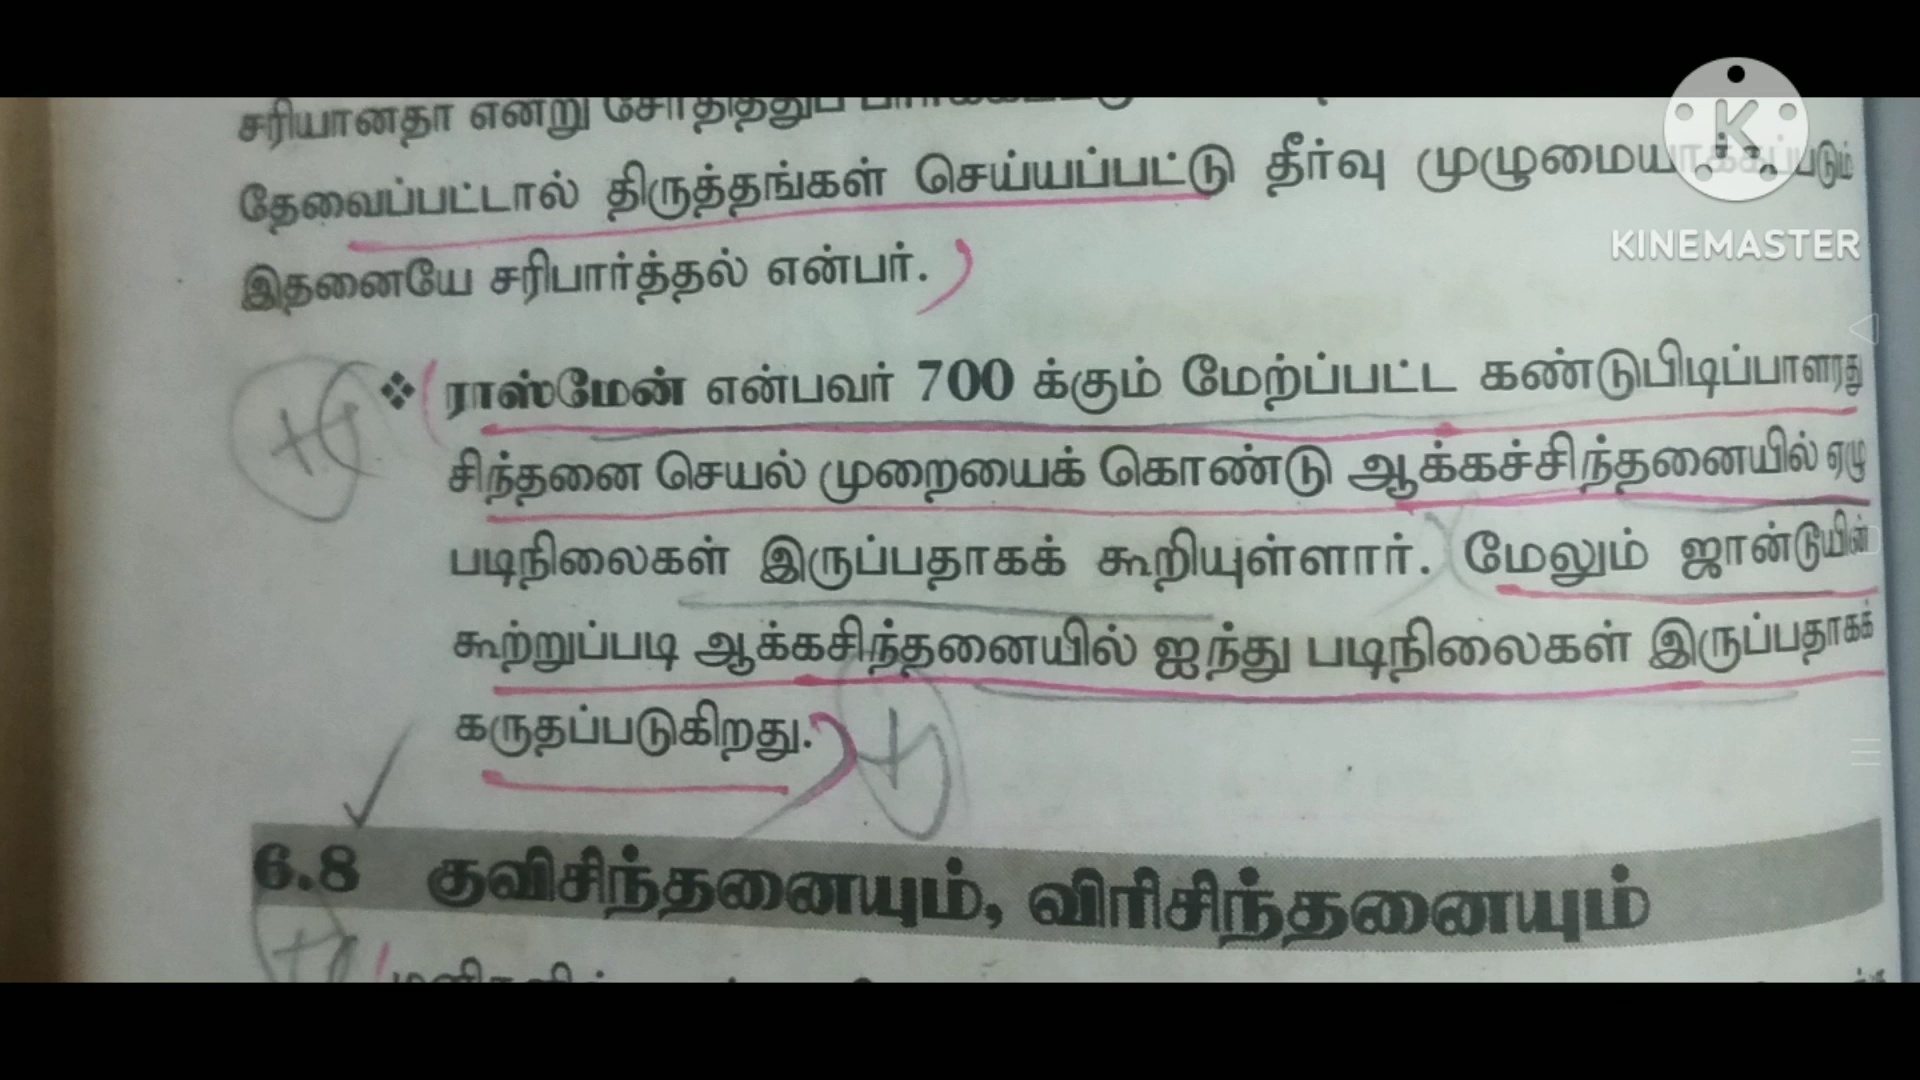 சரியானதா என்று சோதித்துப்
தேவைப்பட்டால் திருத்தங்கள் செய்யப்பட்டு தீர்வு முழுமையாக்கப்படும்
இதனையே சரிபார்த்தல் என்பர்.
KINEMASTER
❖ ராஸ்மேன் என்பவர் 700 க்கும் மேற்ப்பட்ட கண்டுபிடிப்பாளரது
சிந்தனை செயல் முறையைக் கொண்டு ஆக்கச்சிந்தனையில் ஏழு
படிநிலைகள் இருப்பதாகக் கூறியுள்ளார். மேலும் ஜான்டூயின்
கூற்றுப்படி ஆக்கசிந்தனையில் ஐந்து படிநிலைகள் இருப்பதாகக்
கருதப்படுகிறது.
6.8 குவிசிந்தனையும், விரிசிந்தனையும்